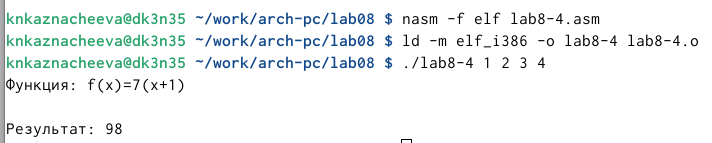 knkaznacheeva@dk3n35 ~/work/arch-pc/lab08 $ nasm -f elf lab8-4.asm
knkaznacheeva@dk3n35 ~/work/arch-pc/lab08 $ ld -m elf_i386 -o lab8-4 lab8-4.o
knkaznacheeva@dk3n35 ~/work/arch-pc/lab08 $ ./lab8-4 1 2 3 4
Функция: f(x)=7(x+1)
Результат: 98